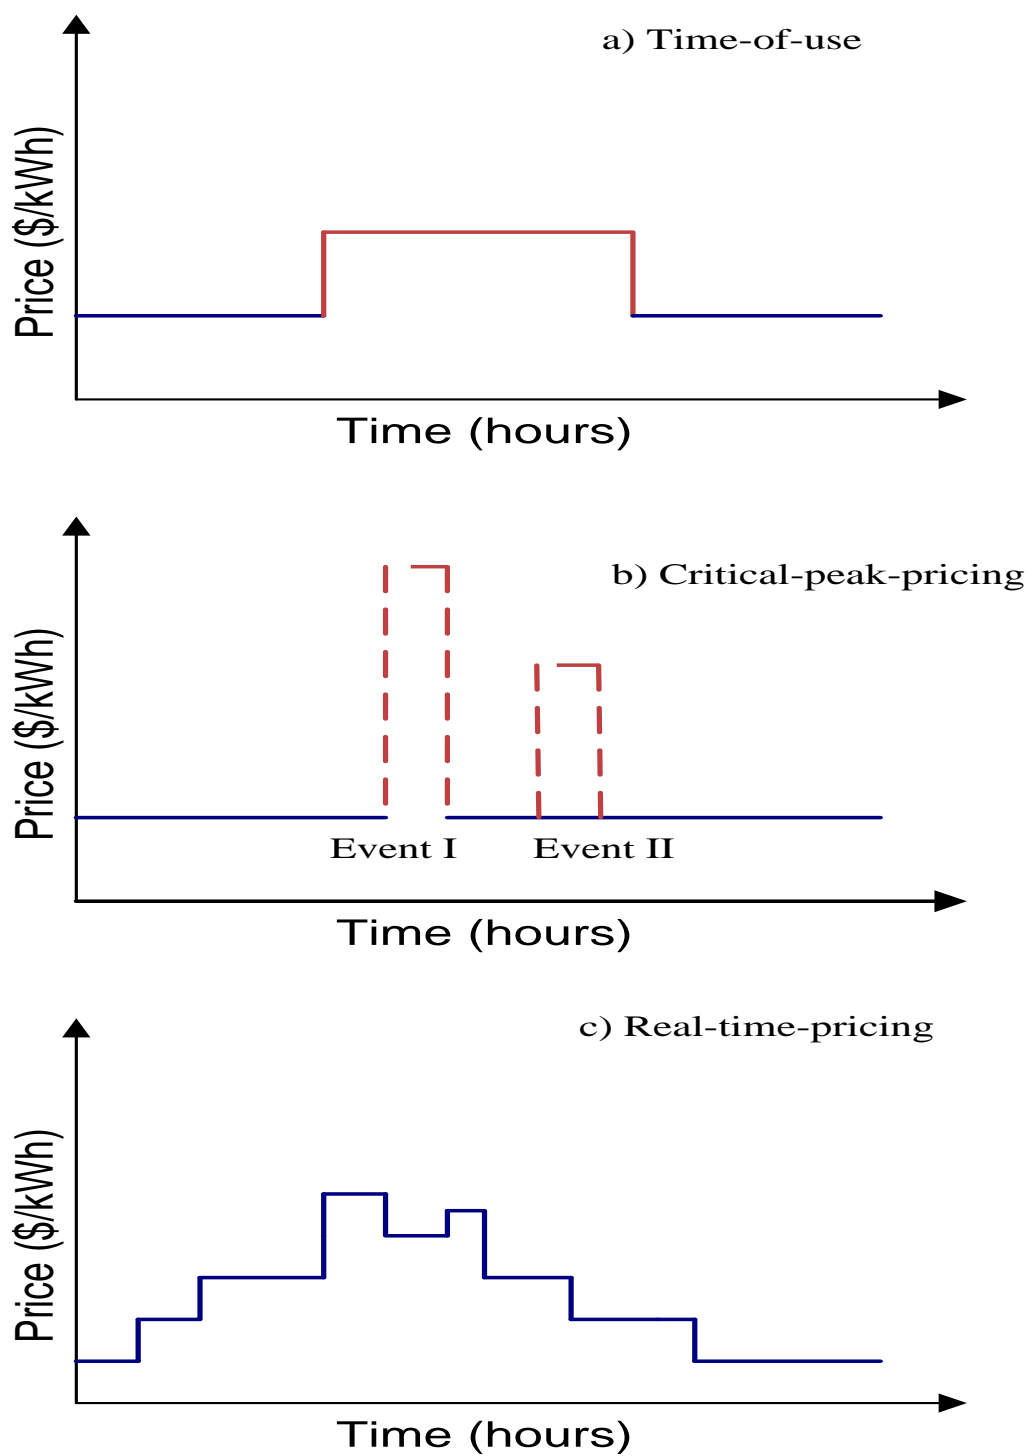 a) Time-of-use
Price ($/kWh)
Time (hours)
b) Critical-peak-pricing
Price ($/kWh)
Event I
Event II
Time (hours)
c) Real-time-pricing
Price ($/kWh)
Time (hours)